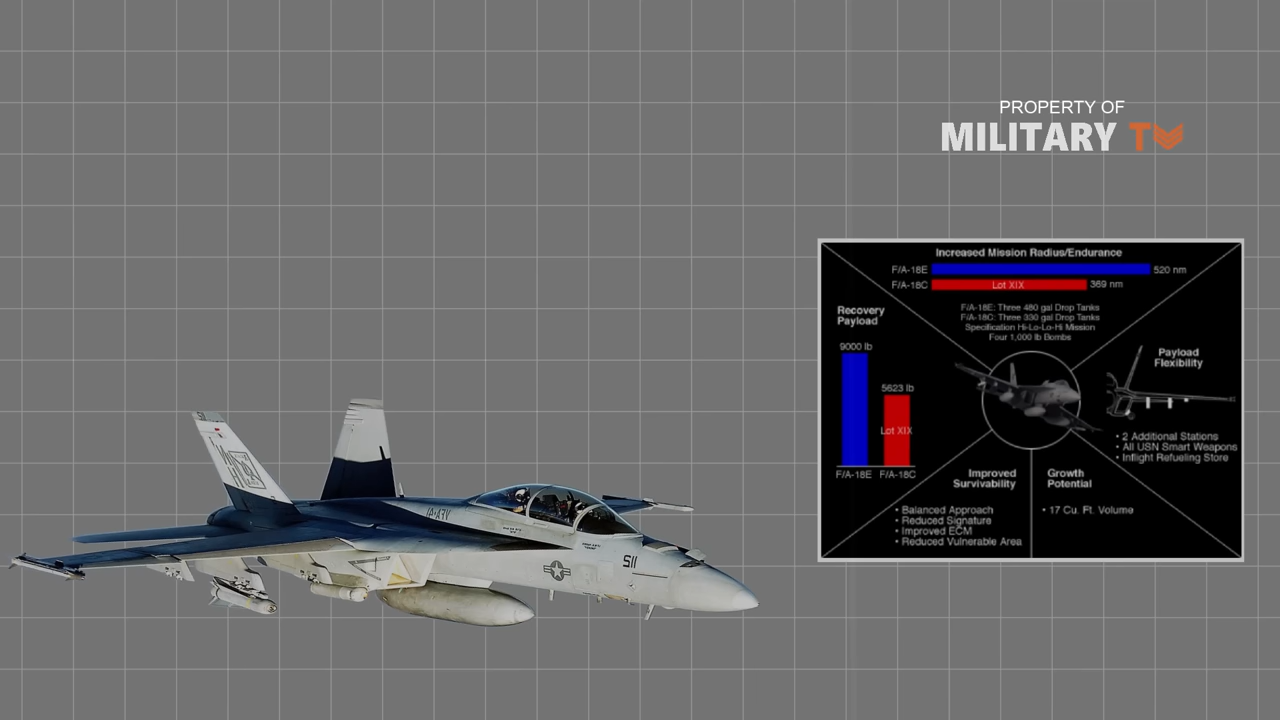 PROPERTY OF
MILITARY TV
Increased Mission Radius/Endurance
F/A-18E
520 nm
F/A-18C
Lot XIX
369 nm
F/A-18E: Three 480 gal Drop Tanks
F/A-18C: Three 330 gal Drop Tanks
Specification Hi-Lo-Lo-Hi Mission
Four 1,000 lb Bombs
Recovery
Payload
9000 lb
5623 lb
Lot XIX
F/A-18E
F/A-18C
Payload
Flexibility
• 2 Additional Stations
• All USN Smart Weapons
• Inflight Refueling Store
Improved
Survivability
• Balanced Approach
• Reduced Signature
• Improved ECM
• Reduced Vulnerable Area
Growth
Potential
• 17 Cu. Ft. Volume